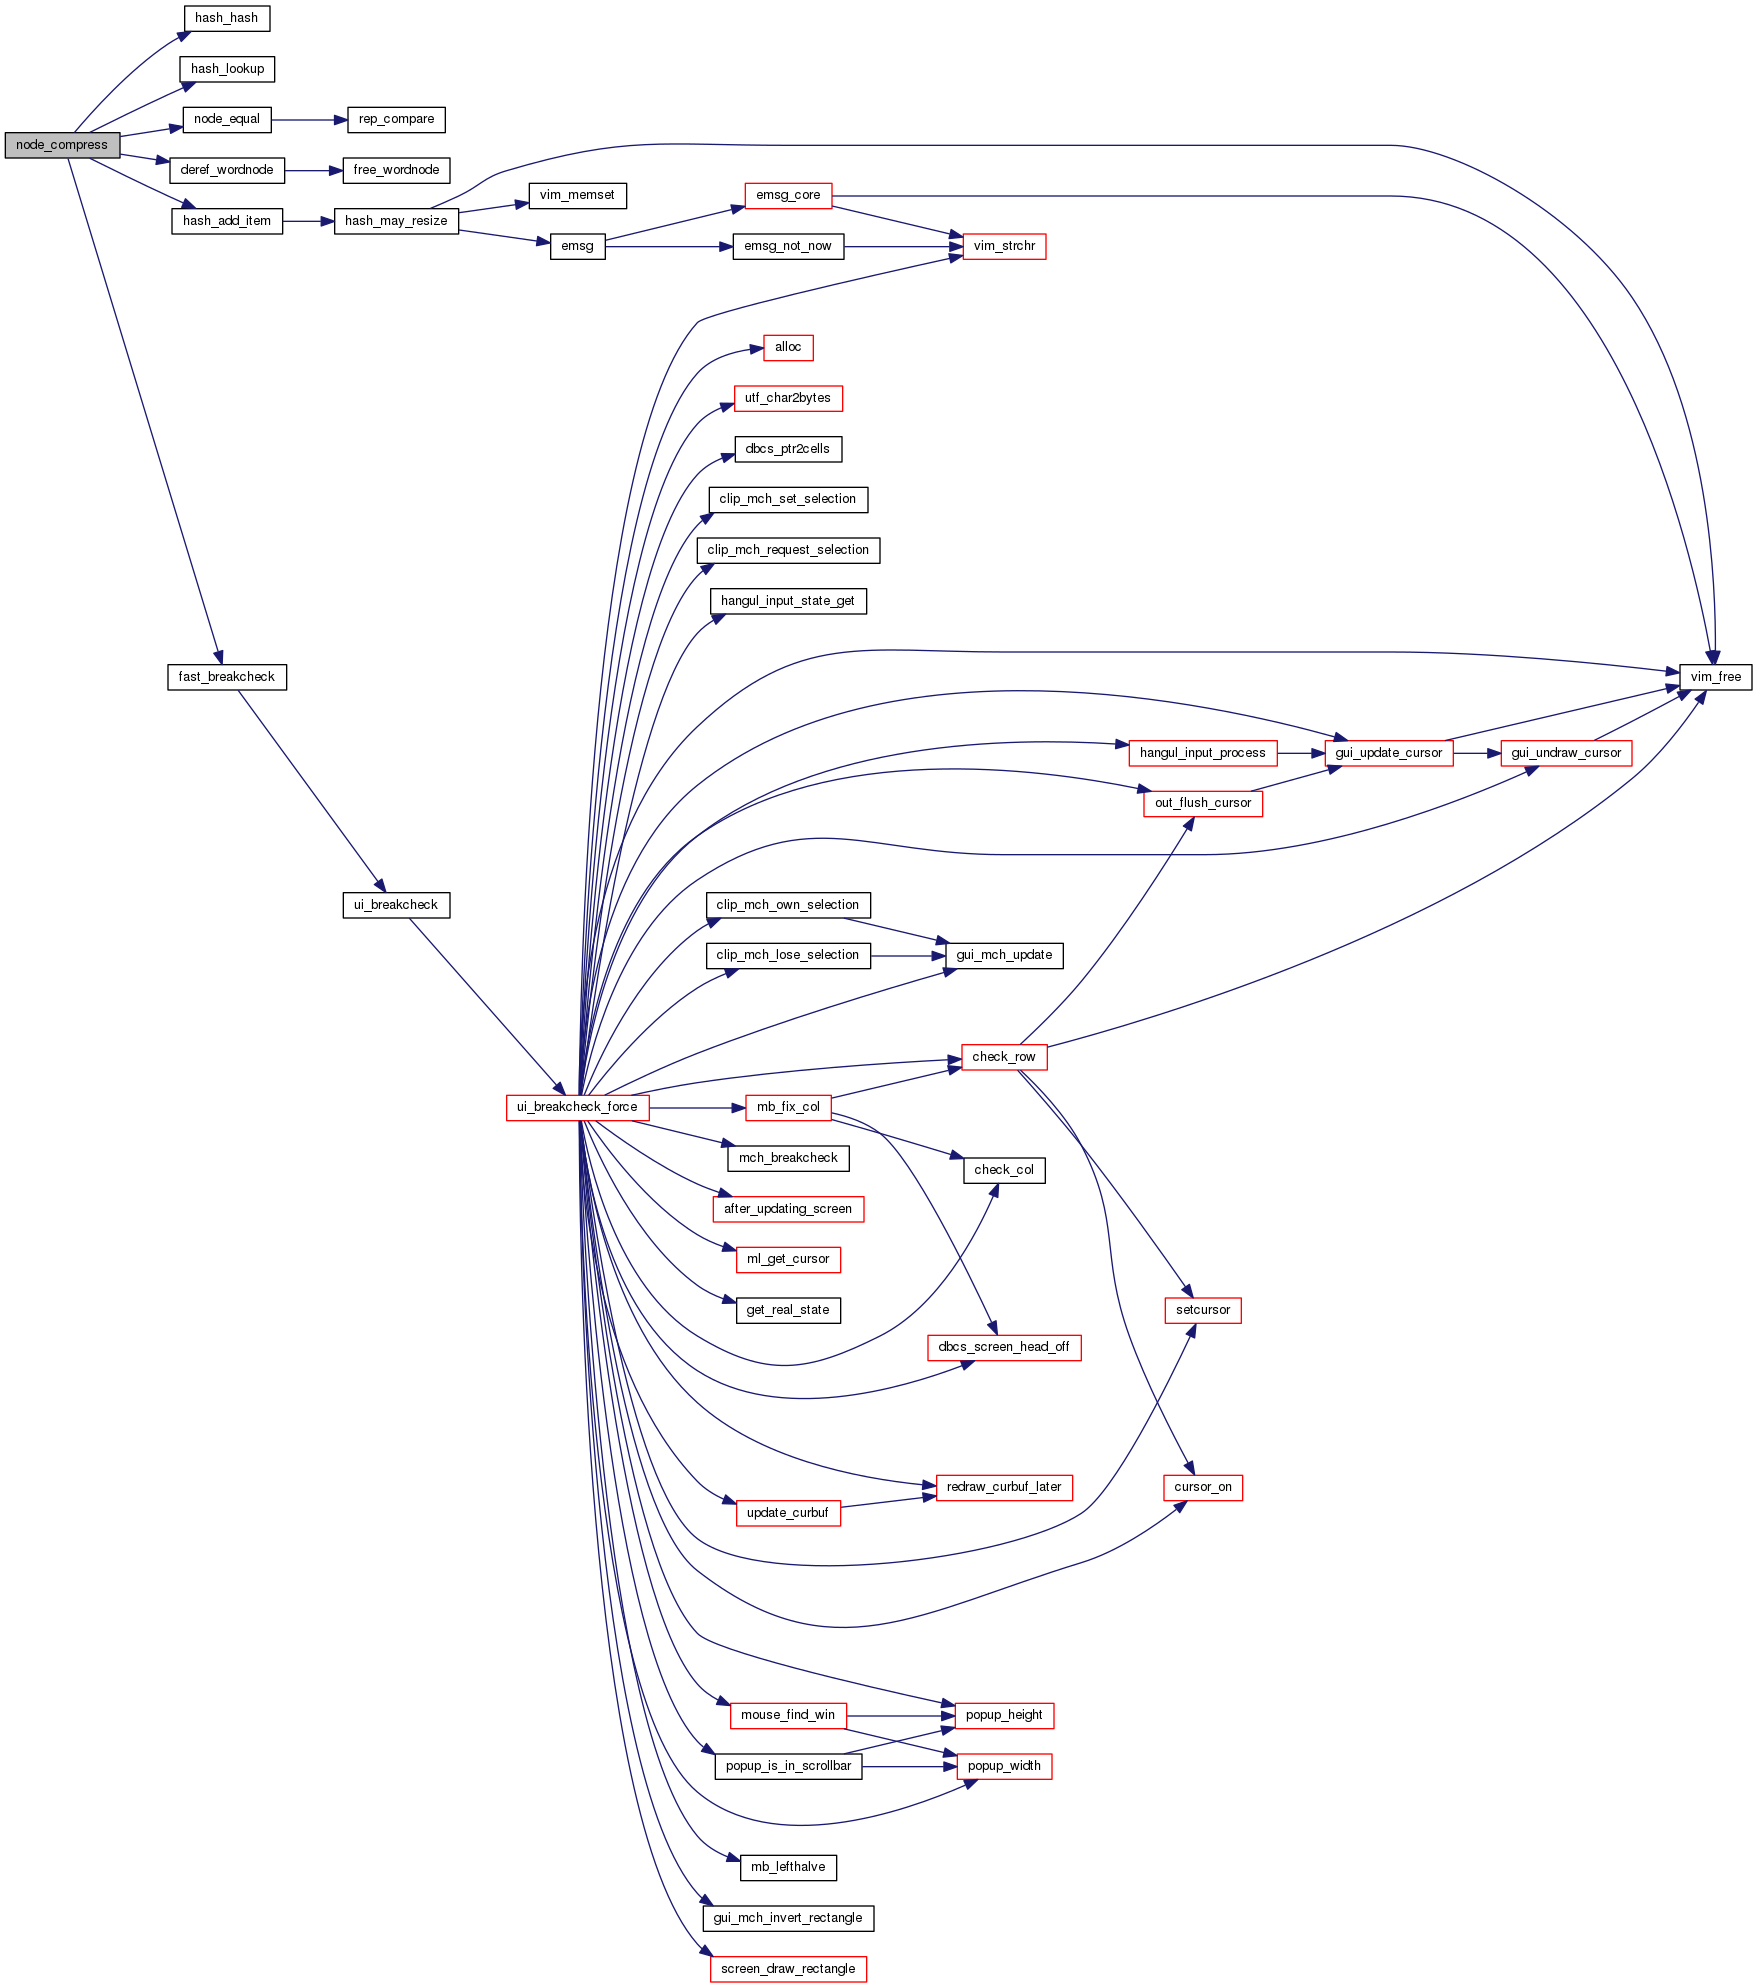 hash_hash
hash_lookup
node_equal
rep_compare
node_compress
deref_wordnode
free_wordnode
vim_memset
emsg_core
hash_add_item
hash_may_resize
emsg
emsg_not_now
vim_strchr
alloc
utf_char2bytes
dbcs_ptr2cells
clip_mch_set_selection
clip_mch_request_selection
hangul_input_state_get
fast_breakcheck
vim_free
hangul_input_process
gui_update_cursor
gui_undraw_cursor
out_flush_cursor
ui_breakcheck
clip_mch_own_selection
clip_mch_lose_selection
gui_mch_update
check_row
ui_breakcheck_force
mb_fix_col
mch_breakcheck
check_col
after_updating_screen
ml_get_cursor
get_real_state
setcursor
dbcs_screen_head_off
redraw_curbuf_later
cursor_on
update_curbuf
mouse_find_win
popup_height
popup_is_in_scrollbar
popup_width
mb_lefthalve
gui_mch_invert_rectangle
screen_draw_rectangle